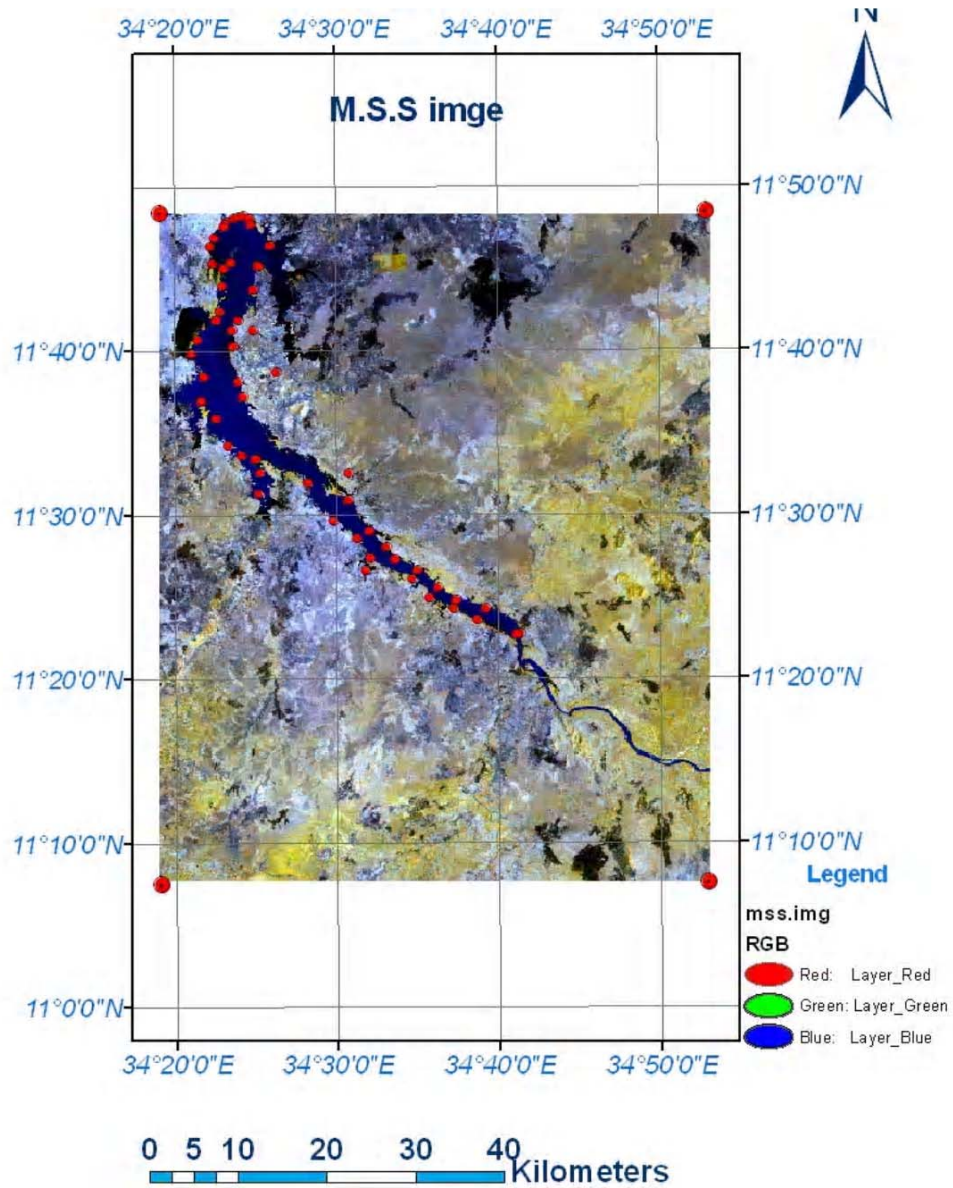 N
34°20'0"E 34°30'0"E 34°40'0"E 34°50'0"E
M.S.S imge
11°50'0"N
11°40'0"N 11°40'0"N
11°30'0"N 11°30'0"N
11°20'0"N 11°20'0"N
11°10'0"N 11°10'0"N
Legend
mss.img
RGB
Red: Layer_Red
11°0'0"N
Green: Layer_Green
Blue: Layer_Blue
34°20'0"E 34°30'0"E 34°40'0"E 34°50'0"E
0 5 10 20 30 40
Kilometers